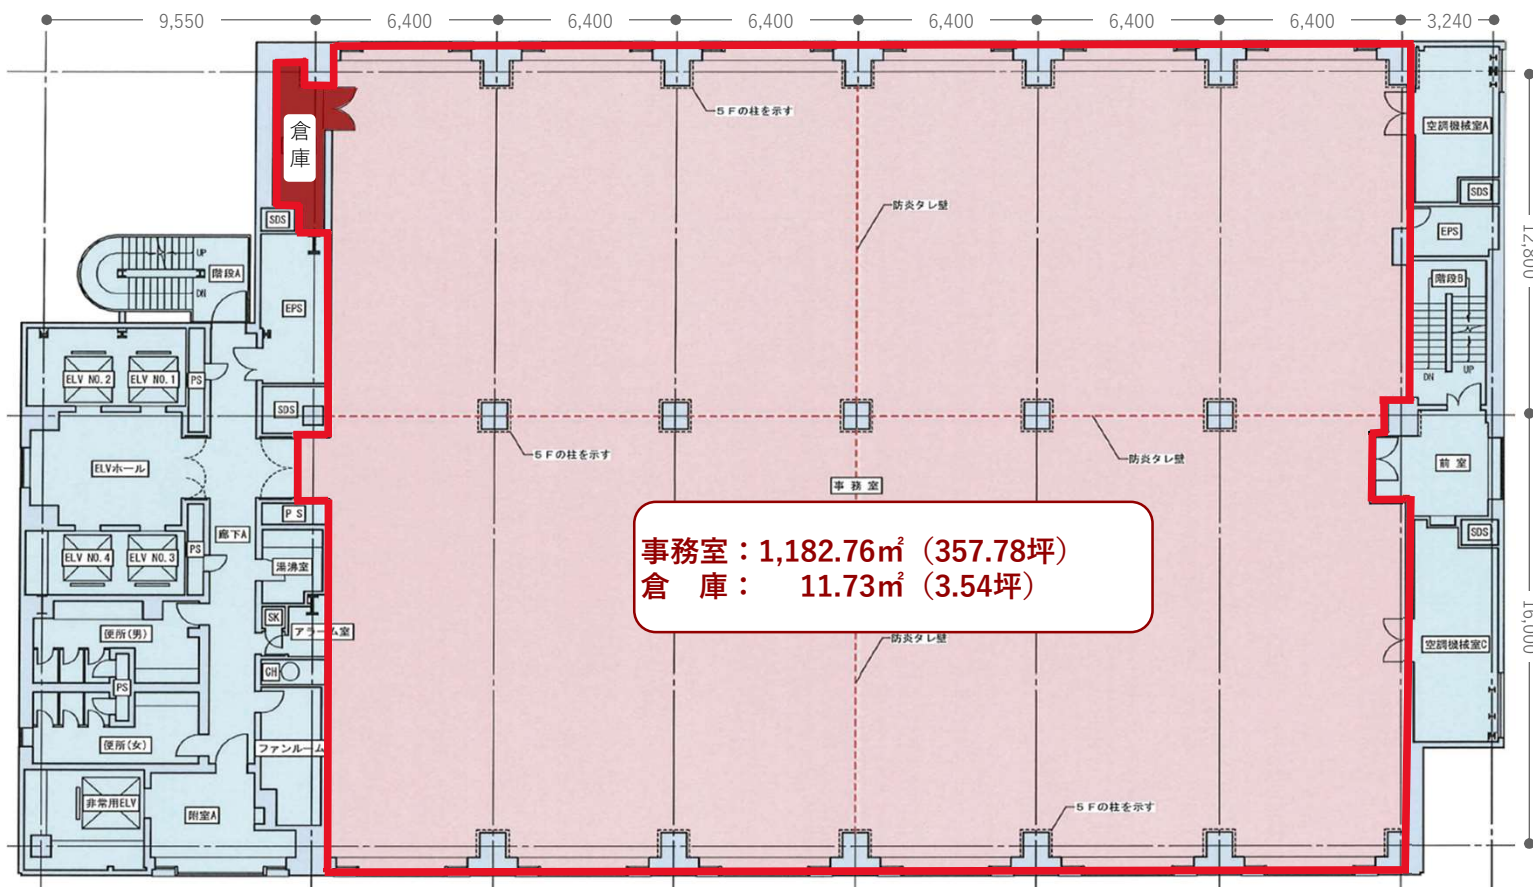 9,550
6,400
6,400
6,400
6,400
6,400
6,400
3,240
5Fの柱を示す
倉庫
空調機械室A
SDS
防炎タレ壁
SDS
EPS
12,800
UP
階段A
DN
階段B
EPS
DN
UP
ELV NO.2
ELV NO.1
PS
SDS
5Fの柱を示す
防炎タレ壁
ELVホール
前室
事務室
PS
廊下A
SDS
ELV NO.4
ELV NO.3
PS
湯沸室
事務室：1,182.76㎡（357.78坪）
倉　庫：　 11.73㎡（3.54坪）
16,000
SK
アラーム室
便所(男)
防炎タレ壁
空調機械室C
CH
PS
便所(女)
ファンルーム
非常用ELV
附室A
5Fの柱を示す